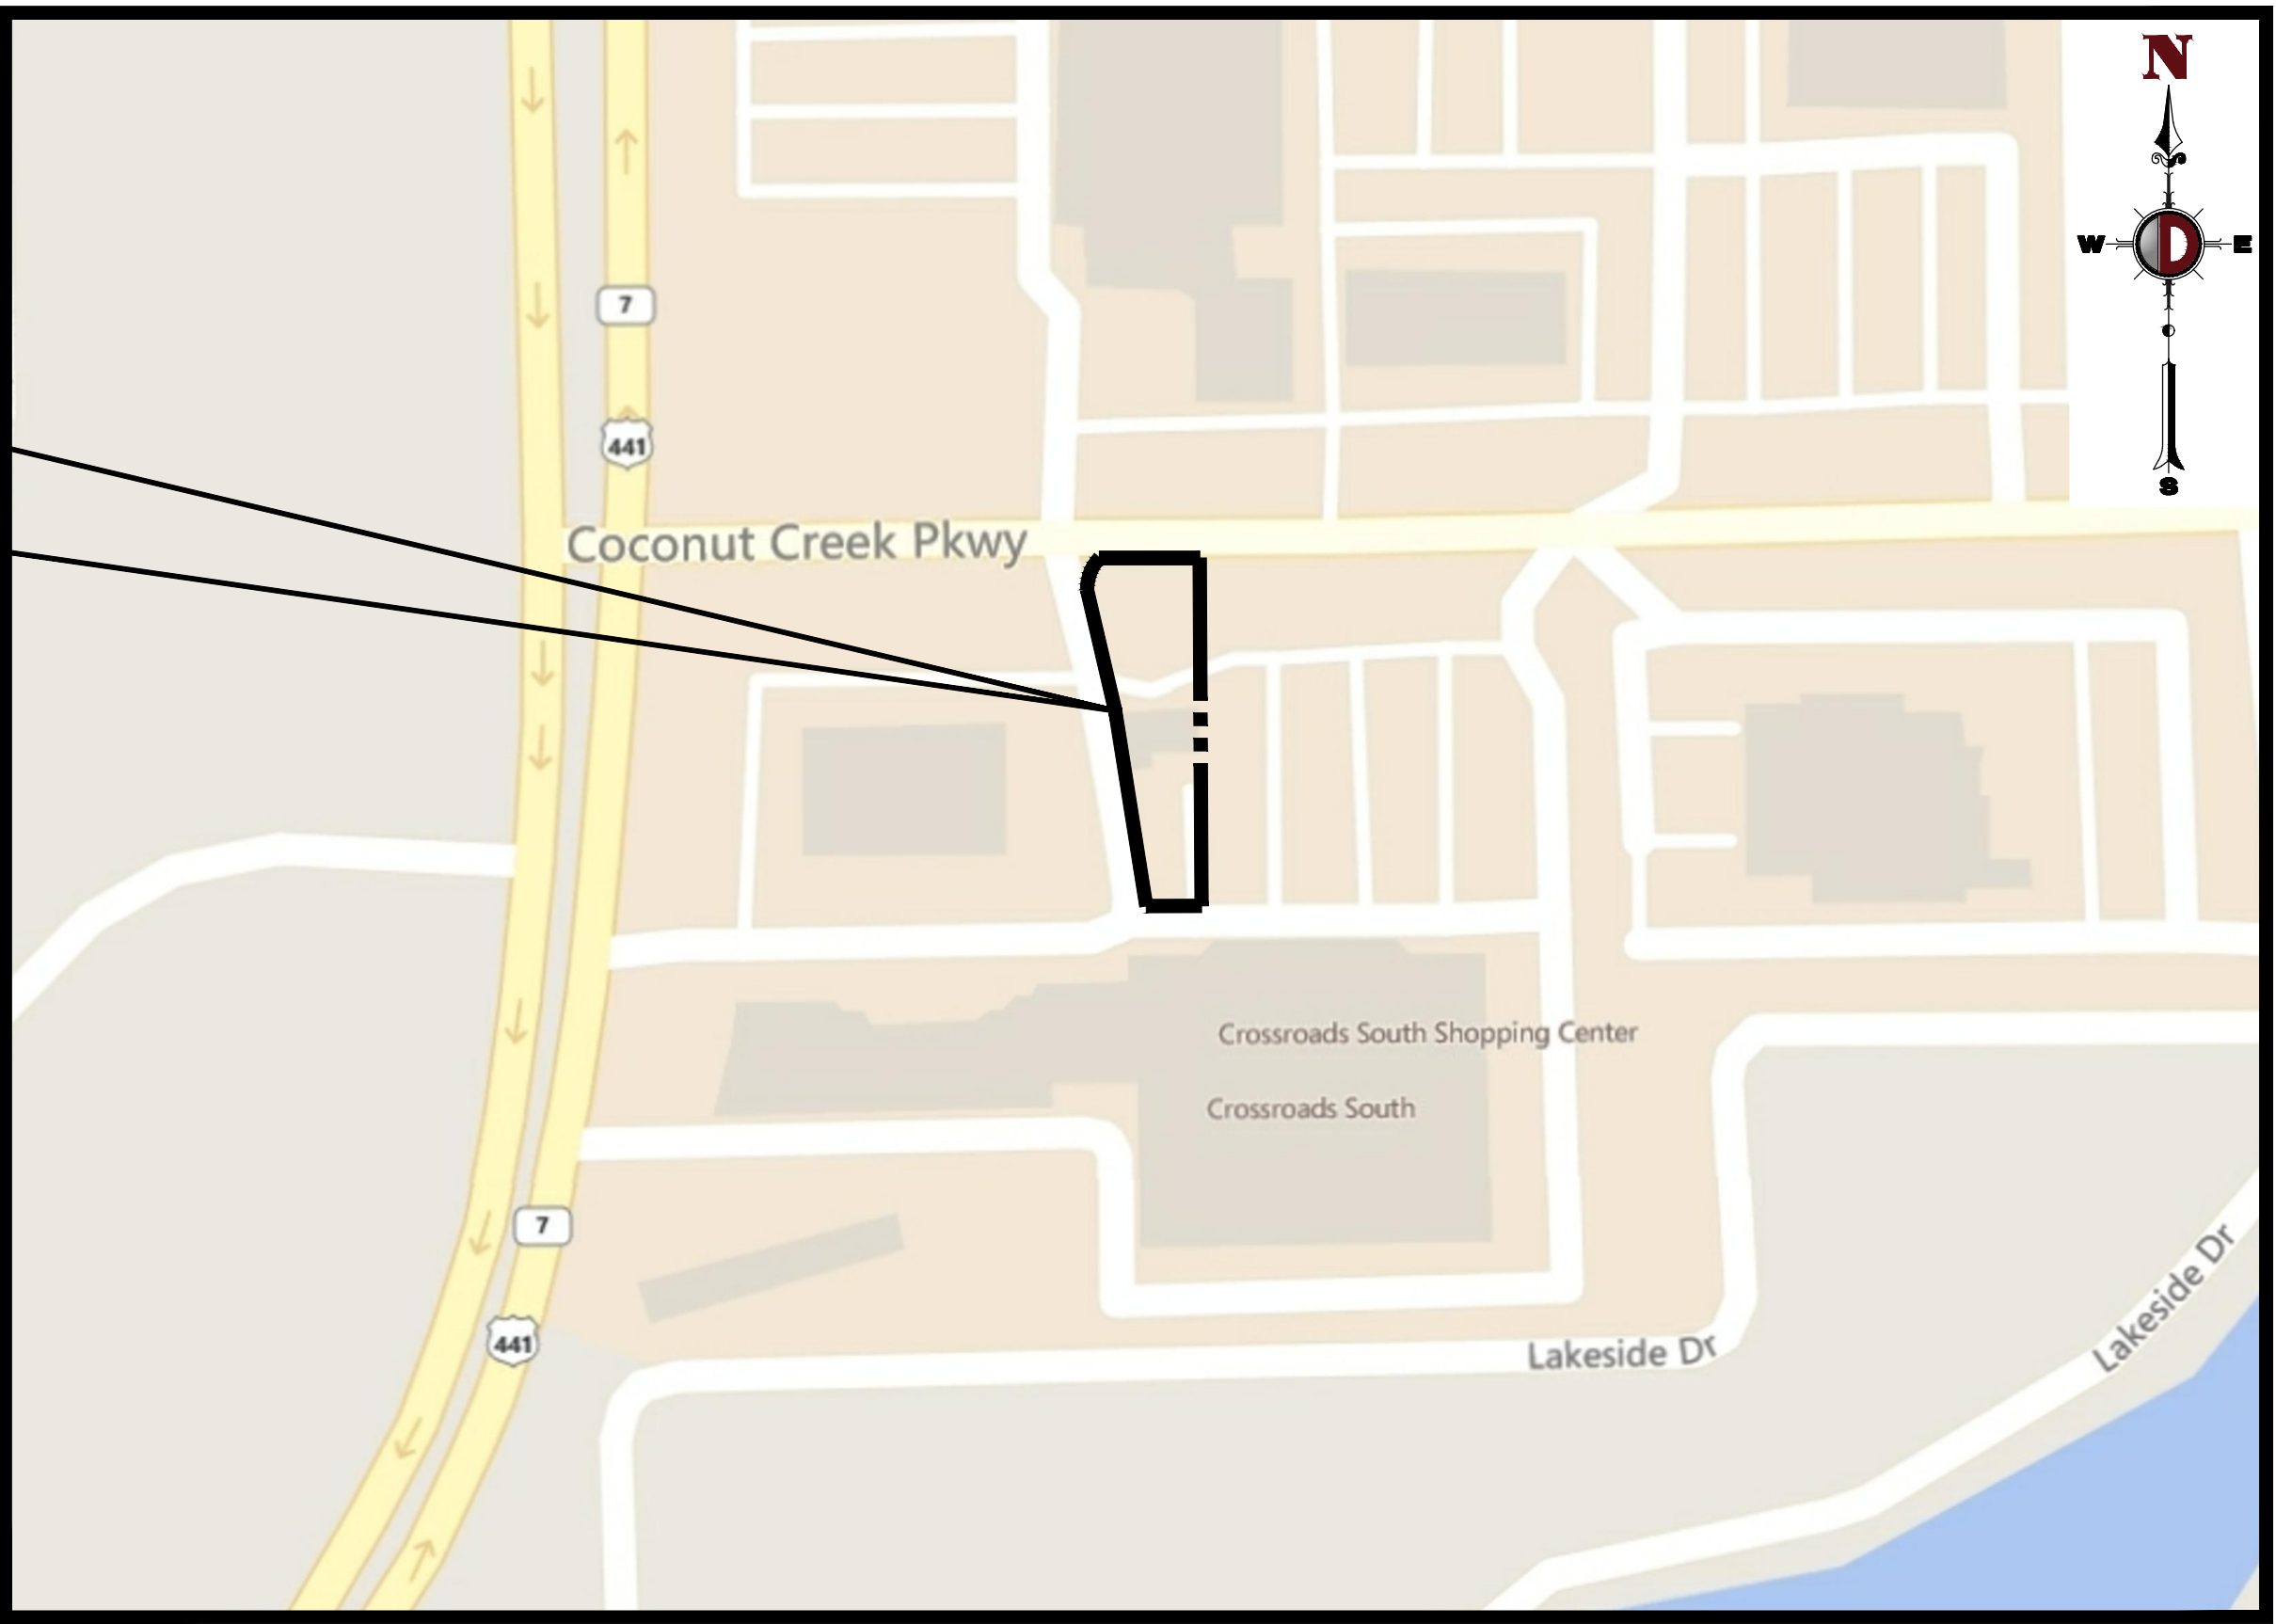 N
W D E
7
441
S
Coconut Creek Pkwy
Crossroads South Shopping Center
Crossroads South
7
441
Lakeside Dr
Lakeside Dr